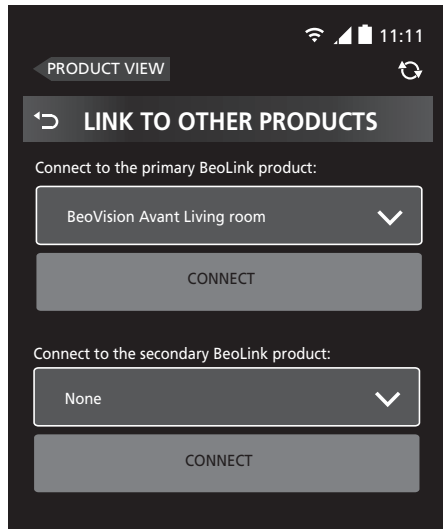 11:11
PRODUCT VIEW
LINK TO OTHER PRODUCTS
Connect to the primary BeoLink product:
BeoVision Avant Living room
CONNECT
Connect to the secondary BeoLink product:
None
CONNECT